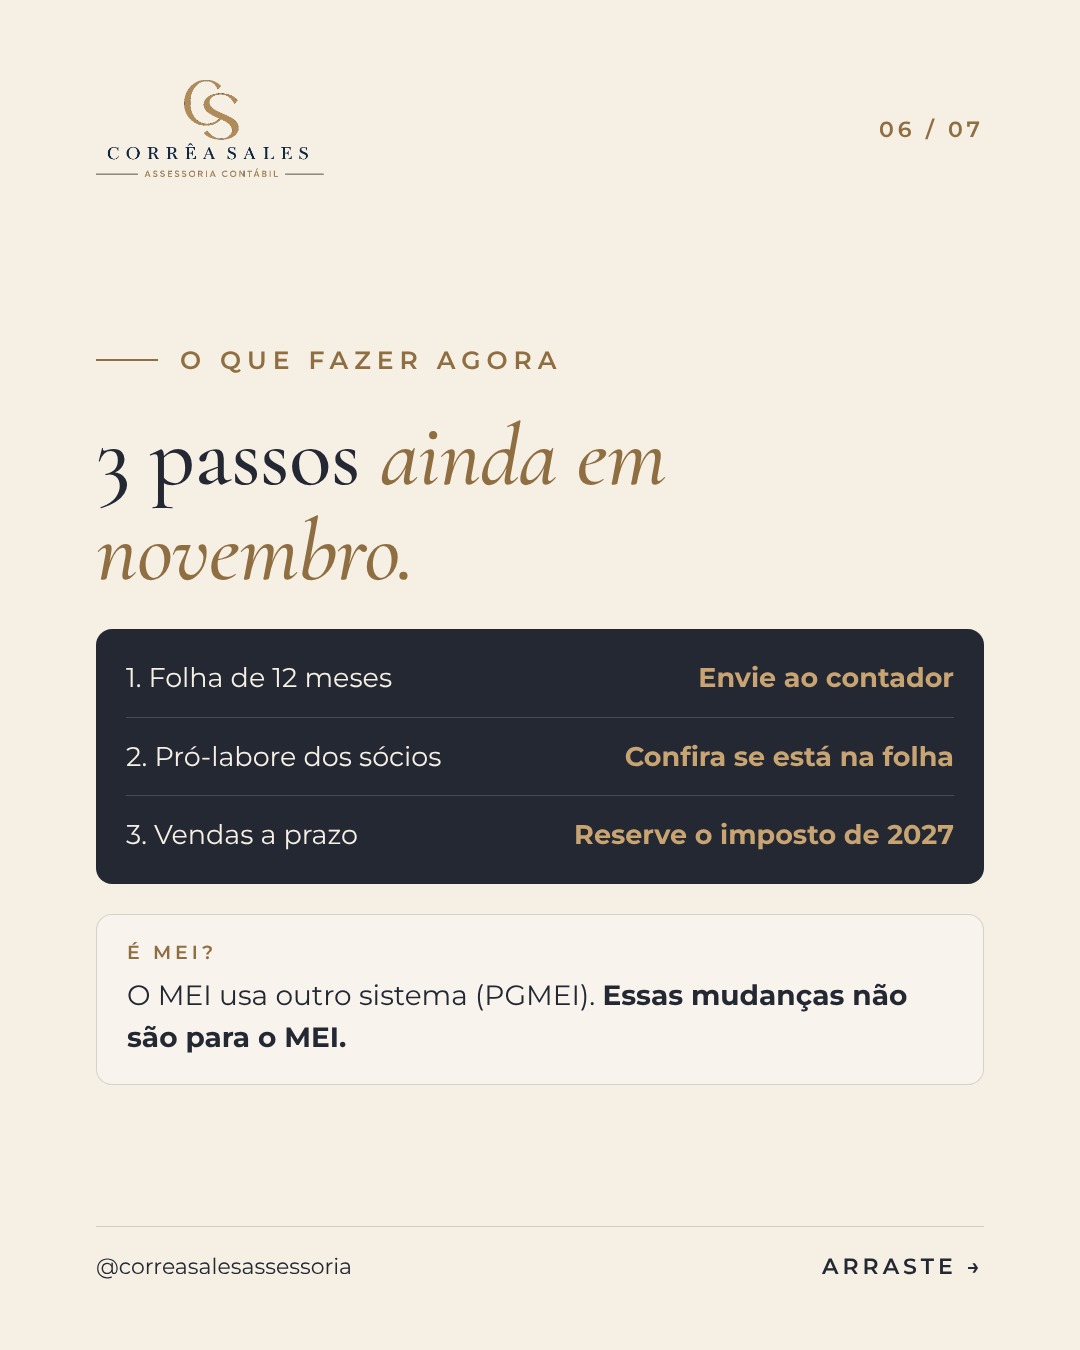 CS
CORRÊA SALES
ASSESSORIA CONTÁBIL
06 / 07
O QUE FAZER AGORA
3 passos ainda em
novembro.
1. Folha de 12 meses Envie ao contador
2. Pró-labore dos sócios Confira se está na folha
3. Vendas a prazo Reserve o imposto de 2027
É MEI?
O MEI usa outro sistema (PGMEI). Essas mudanças não
são para o MEI.
@correasalesassessoria ARRASTE →